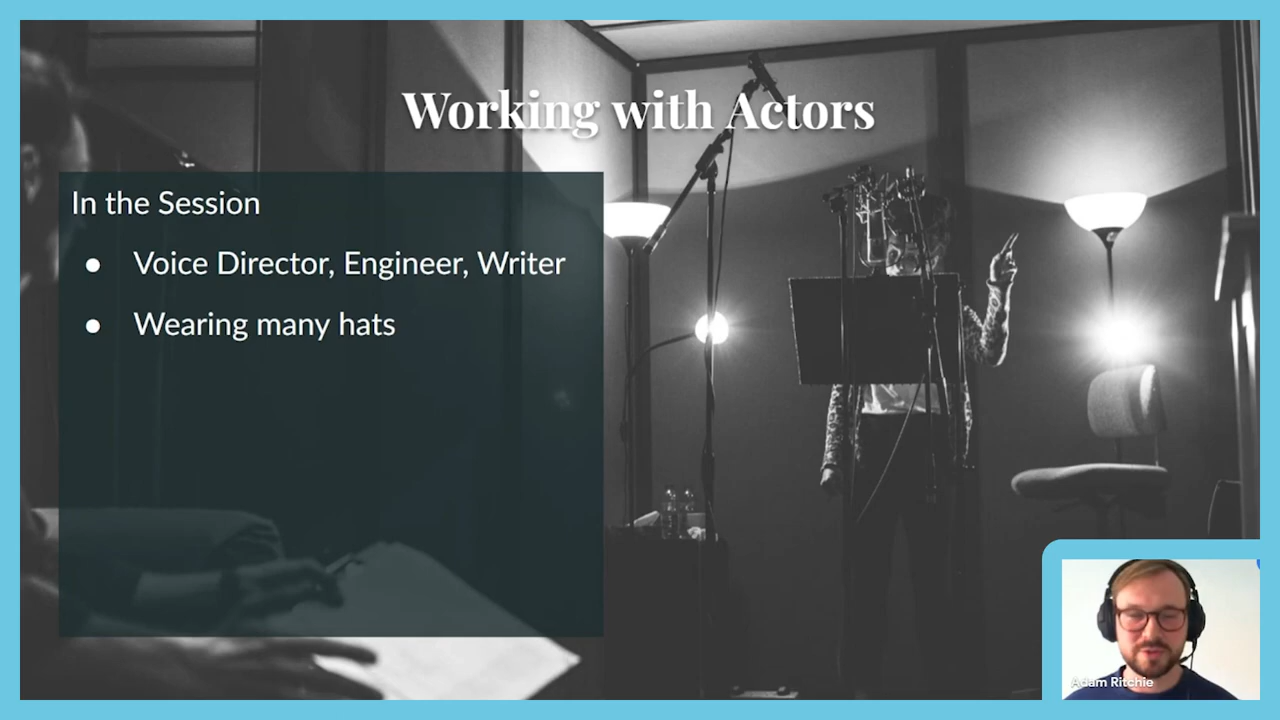 Working with Actors
In the Session
● Voice Director, Engineer, Writer
● Wearing many hats
Adam Ritchie